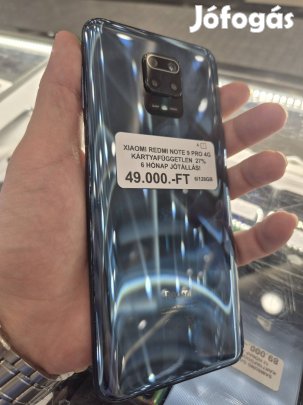 Jófogás
XIAOMI REDMI NOTE 9 PRO 4G
KÁRTYAFÜGGETLEN 27%
6 HÓNAP JÓTÁLLÁS!
49.000.-FT 6/128GB